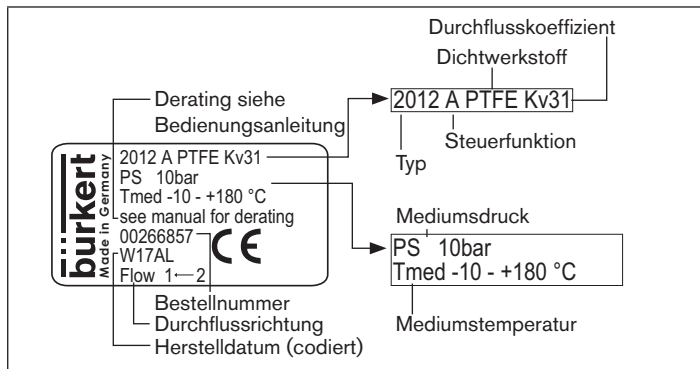 Durchflusskoeffizient
Dichtwerkstoff
Derating siehe
Bedienungsanleitung
2012 A PTFE Kv31
Steuerfunktion
Typ
burkert
Made in Germany
2012 A PTFE Kv31
PS 10bar
Tmed -10 - +180 °C
see manual for derating
00266857
W17AL
Flow 1←2
CE
Mediumsdruck
PS 10bar
Tmed -10 - +180 °C
Mediumstemperatur
Bestellnummer
Durchflussrichtung
Herstelldatum (codiert)